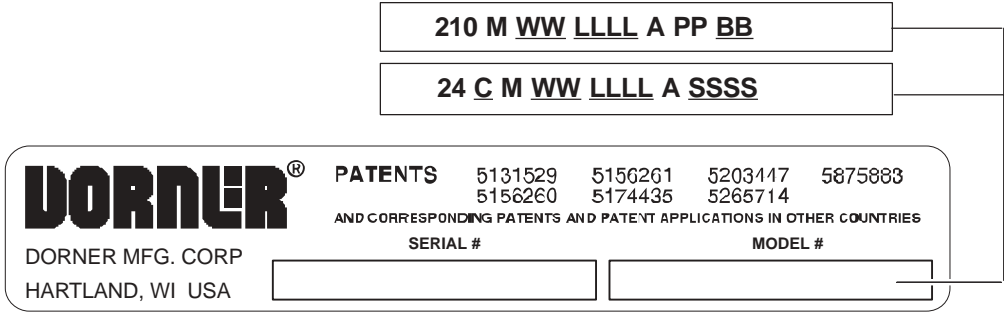 210 M WW LLLL A PP BB
24 C M WW LLLL A SSSS
DORNER® PATENTS 5131529 5156261 5203447 5875883
5156260 5174435 5265714
AND CORRESPONDING PATENTS AND PATENT APPLICATIONS IN OTHER COUNTRIES
SERIAL # MODEL #
DORNER MFG. CORP
HARTLAND, WI USA